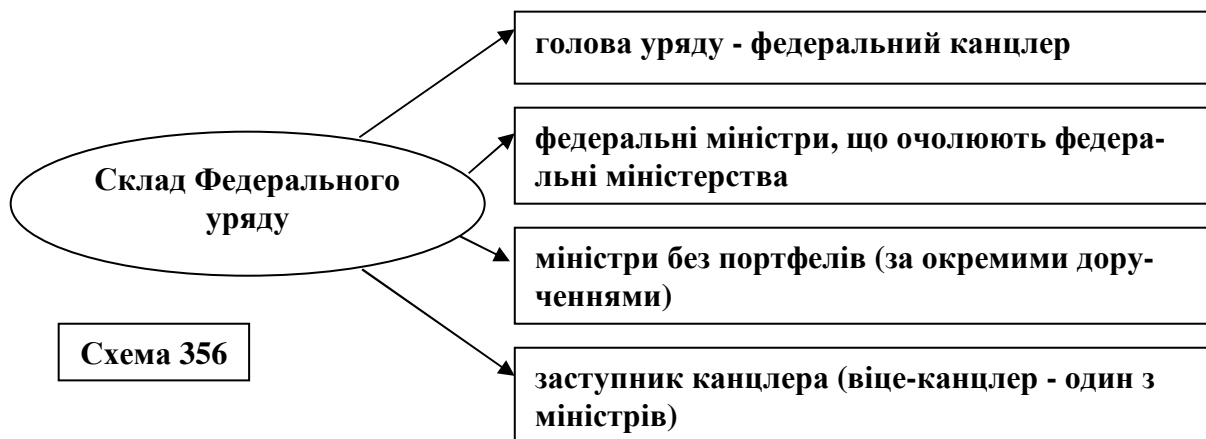 голова уряду - федеральний канцлер
федеральні міністри, що очолюють федера-
льні міністерства
Склад Федерального
уряду
міністри без портфелів (за окремими дору-
ченнями)
Схема 356
заступник канцлера (віце-канцлер - один з
міністрів)